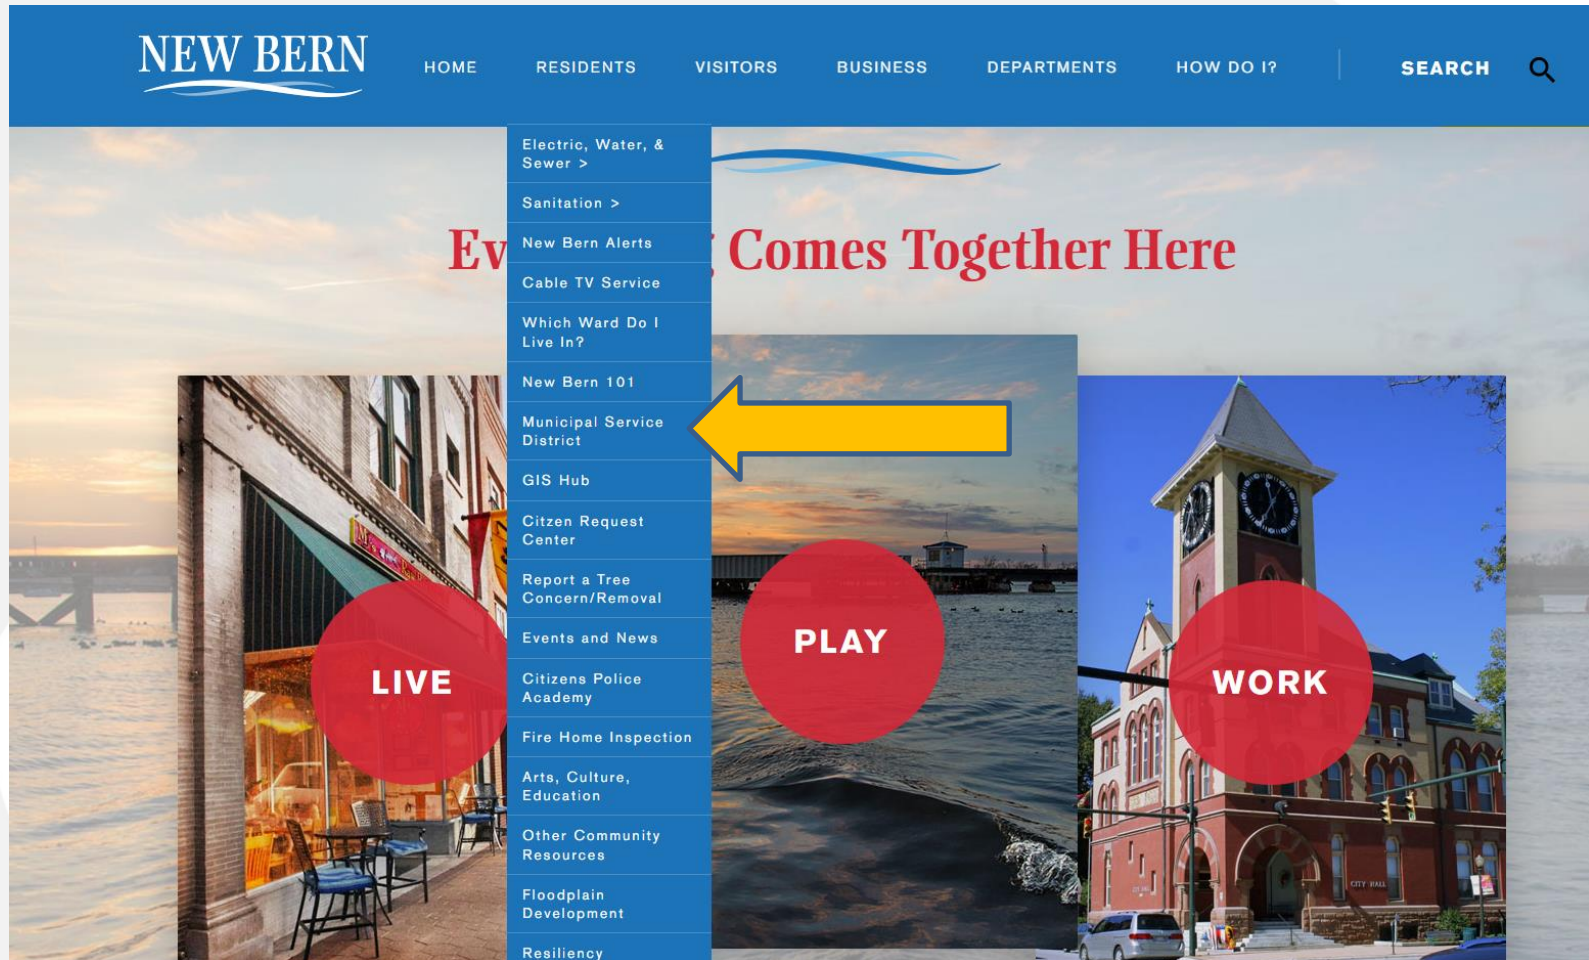 NEW BERN
HOME
RESIDENTS
VISITORS
BUSINESS
DEPARTMENTS
HOW DO I?
SEARCH
Electric, Water, &
Sewer >
Sanitation >
New Bern Alerts
Cable TV Service
Which Ward Do I
Live In?
New Bern 101
Municipal Service
District
GIS Hub
Citzen Request
Center
Report a Tree
Concern/Removal
Events and News
Citizens Police
Academy
Fire Home Inspection
Arts, Culture,
Education
Other Community
Resources
Floodplain
Development
Resiliency
Comes Together Here
LIVE
PLAY
WORK
CITY HALL